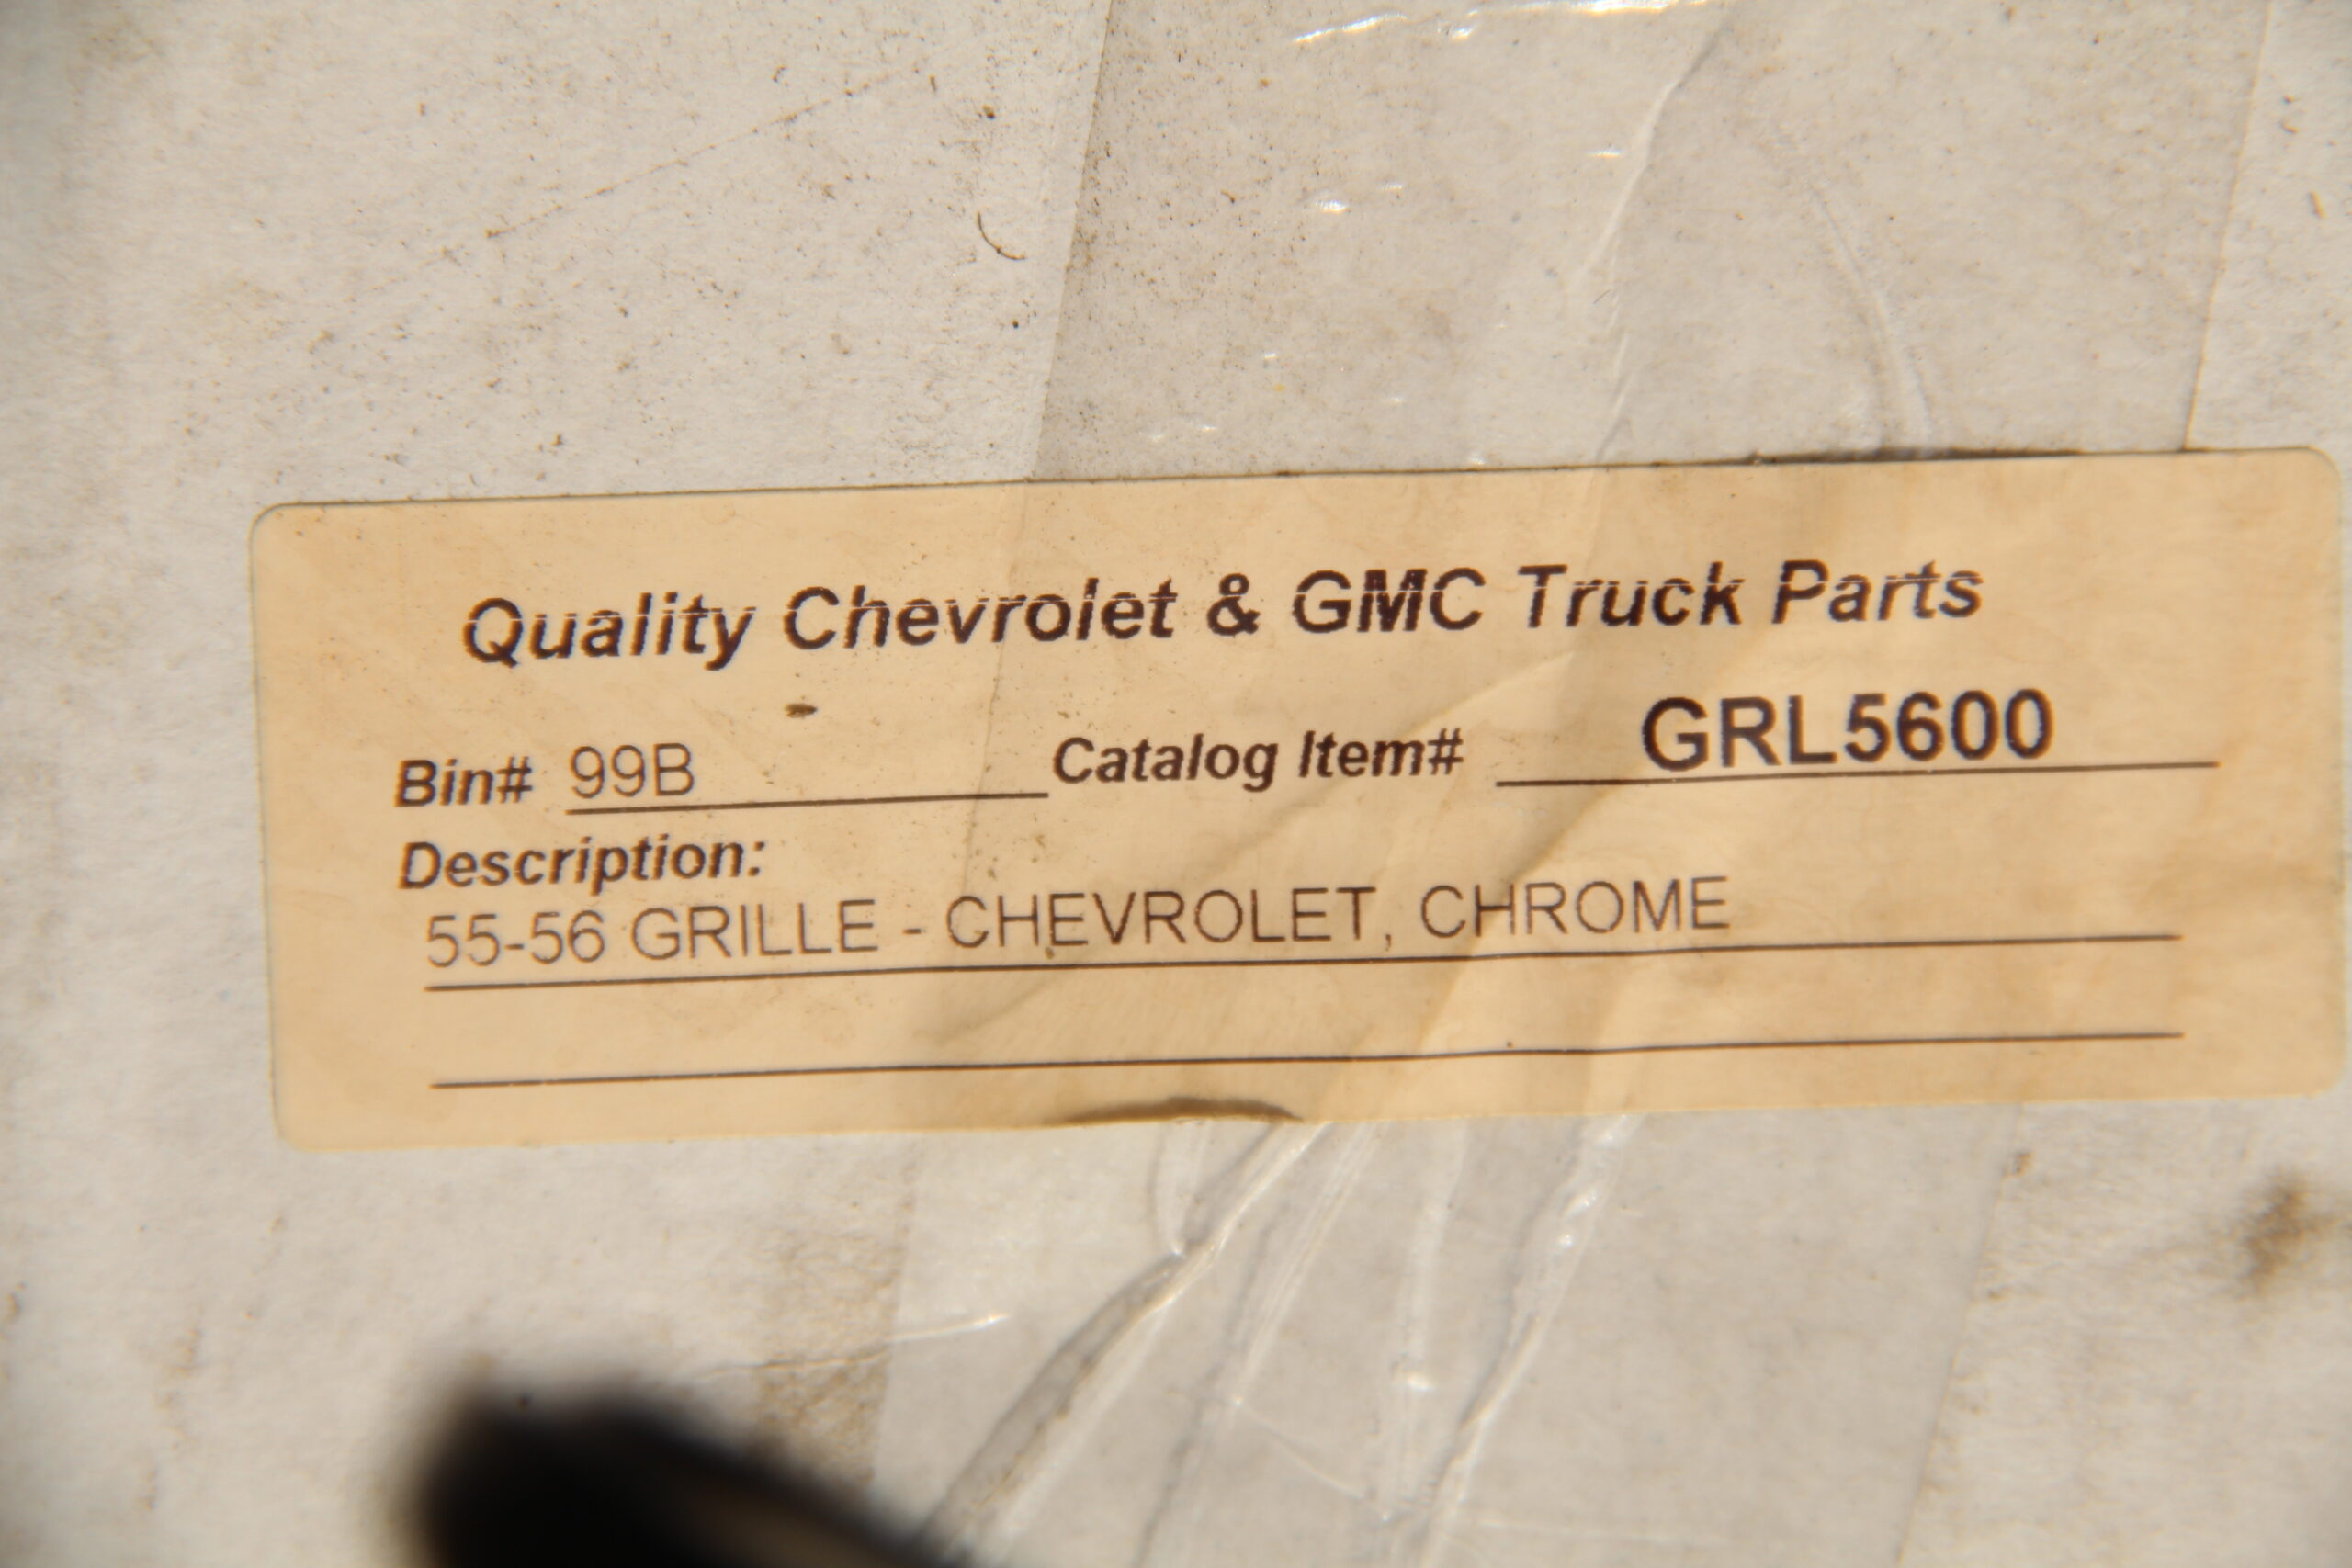 Quality Chevrolet & GMC Truck Parts
Bin# 99B Catalog Item# GRL5600
Description:
55-56 GRILLE - CHEVROLET, CHROME